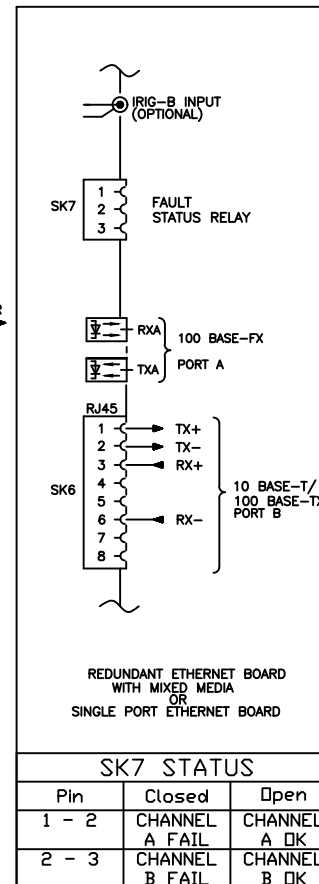 IRIG-B INPUT
(OPTIONAL)
SK7
1
2
3
FAULT
STATUS RELAY
RXA
TXA
100 BASE-FX
PORT A
RJ45
SK6
1
2
3
4
5
6
7
8
TX+
TX-
RX+
RX-
10 BASE-T/
100 BASE-TX
PORT B
REDUNDANT ETHERNET BOARD
WITH MIXED MEDIA
OR
SINGLE PORT ETHERNET BOARD
SK7 STATUS
Pin Closed Open
1 - 2 CHANNEL A FAIL CHANNEL A OK
2 - 3 CHANNEL B FAIL CHANNEL B OK